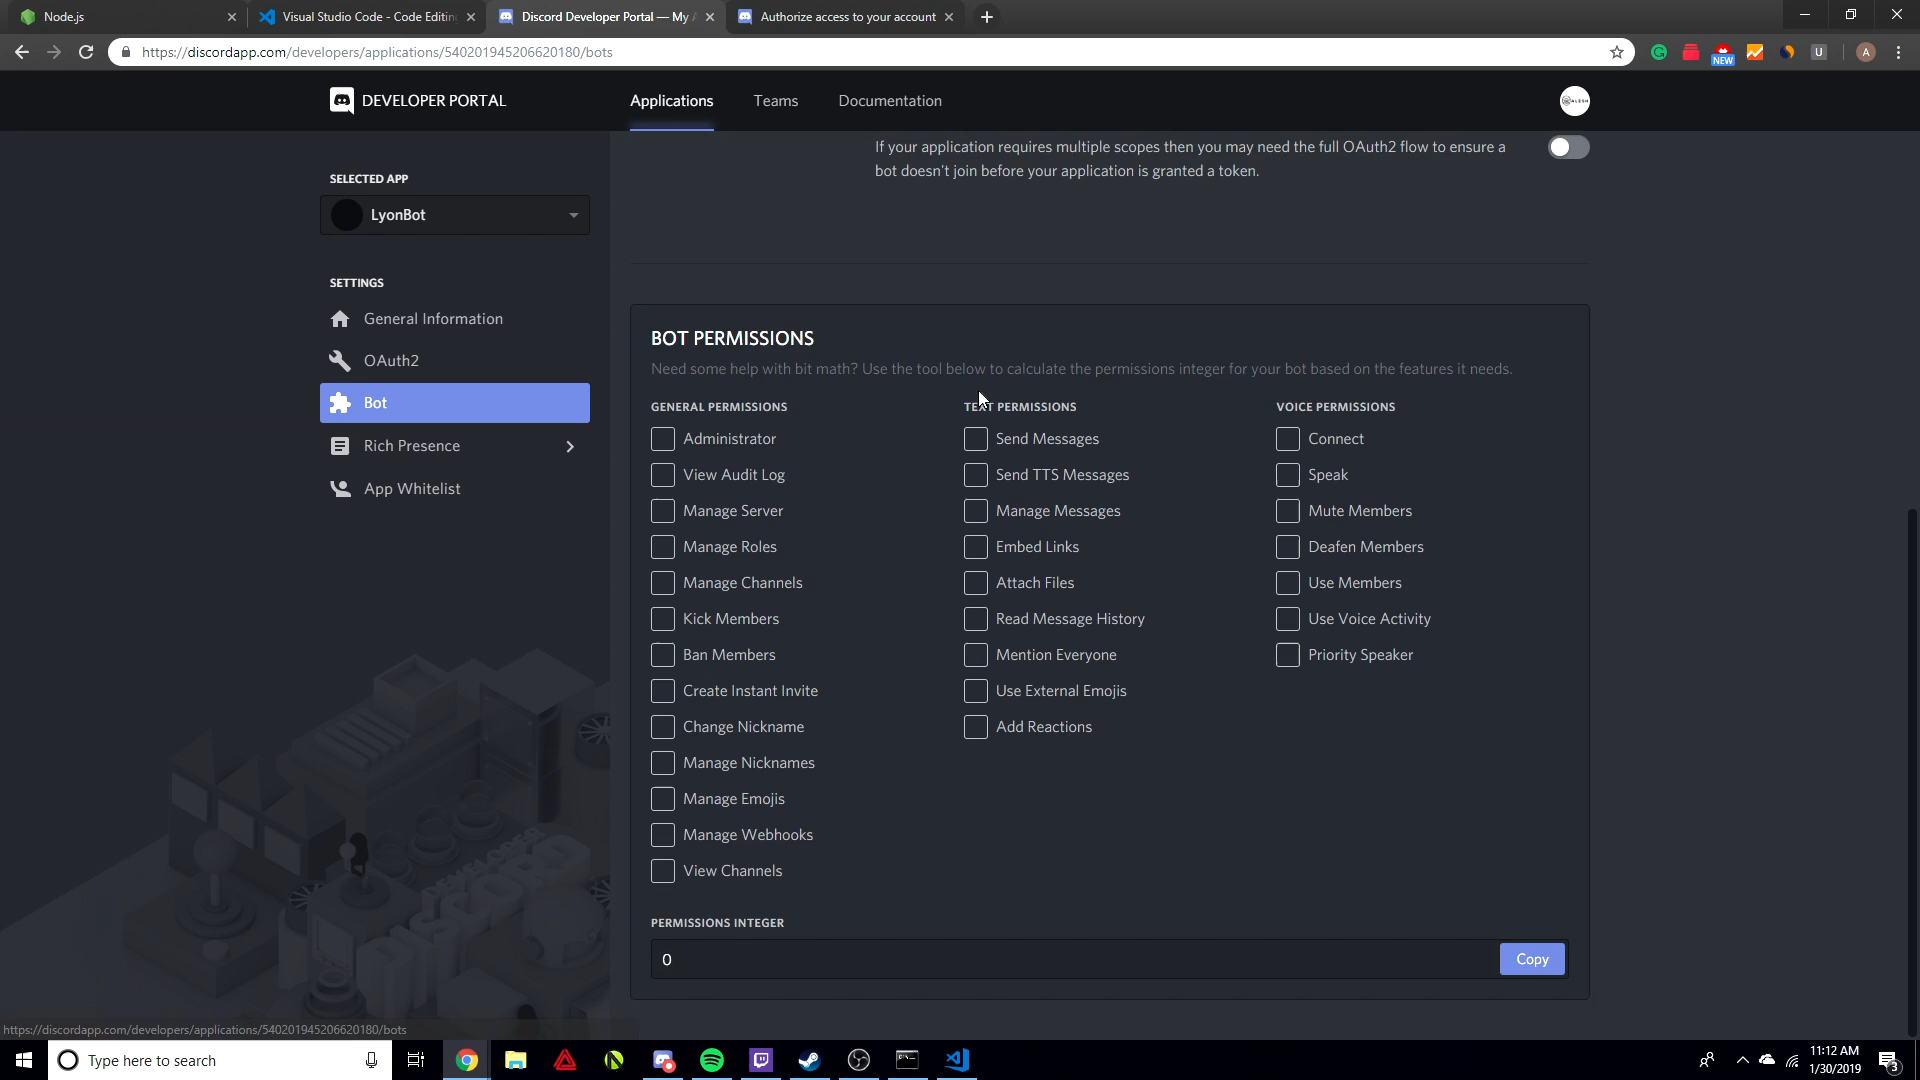 Node.js
Visual Studio Code - Code Editin
Discord Developer Portal — My A
Authorize access to your account
https://discordapp.com/developers/applications/540201945206620180/bots
NEW
U
A
DEVELOPER PORTAL
Applications
Teams
Documentation
If your application requires multiple scopes then you may need the full OAuth2 flow to ensure a
bot doesn't join before your application is granted a token.
SELECTED APP
LyonBot
SETTINGS
General Information
OAuth2
Bot
Rich Presence
App Whitelist
BOT PERMISSIONS
Need some help with bit math? Use the tool below to calculate the permissions integer for your bot based on the features it needs.
GENERAL PERMISSIONS
Administrator
View Audit Log
Manage Server
Manage Roles
Manage Channels
Kick Members
Ban Members
Create Instant Invite
Change Nickname
Manage Nicknames
Manage Emojis
Manage Webhooks
View Channels
TEXT PERMISSIONS
Send Messages
Send TTS Messages
Manage Messages
Embed Links
Attach Files
Read Message History
Mention Everyone
Use External Emojis
Add Reactions
VOICE PERMISSIONS
Connect
Speak
Mute Members
Deafen Members
Use Members
Use Voice Activity
Priority Speaker
PERMISSIONS INTEGER
0
Copy
https://discordapp.com/developers/applications/540201945206620180/bots
Type here to search
11:12 AM
1/30/2019
3